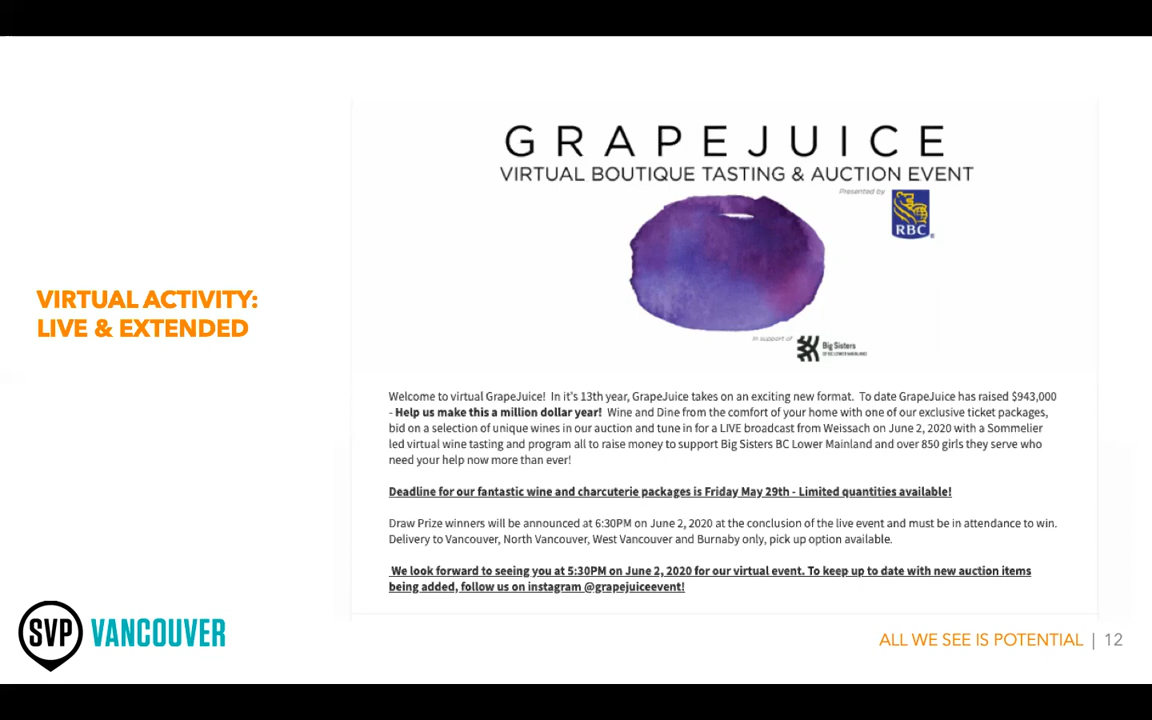 GRAPEJUICE
VIRTUAL BOUTIQUE TASTING & AUCTION EVENT
Presented by
RBC
®
In support of
Big Sisters
OF BC LOWER MAINLAND
VIRTUAL ACTIVITY:
LIVE & EXTENDED
Welcome to virtual GrapeJuice! In it's 13th year, GrapeJuice takes on an exciting new format. To date GrapeJuice has raised $943,000
- Help us make this a million dollar year! Wine and Dine from the comfort of your home with one of our exclusive ticket packages,
bid on a selection of unique wines in our auction and tune in for a LIVE broadcast from Weissach on June 2, 2020 with a Sommelier
led virtual wine tasting and program all to raise money to support Big Sisters BC Lower Mainland and over 850 girls they serve who
need your help now more than ever!
Deadline for our fantastic wine and charcuterie packages is Friday May 29th - Limited quantities available!
Draw Prize winners will be announced at 6:30PM on June 2, 2020 at the conclusion of the live event and must be in attendance to win.
Delivery to Vancouver, North Vancouver, West Vancouver and Burnaby only, pick up option available.
We look forward to seeing you at 5:30PM on June 2, 2020 for our virtual event. To keep up to date with new auction items
being added, follow us on instagram @grapejuiceevent!
SVP VANCOUVER
ALL WE SEE IS POTENTIAL | 12